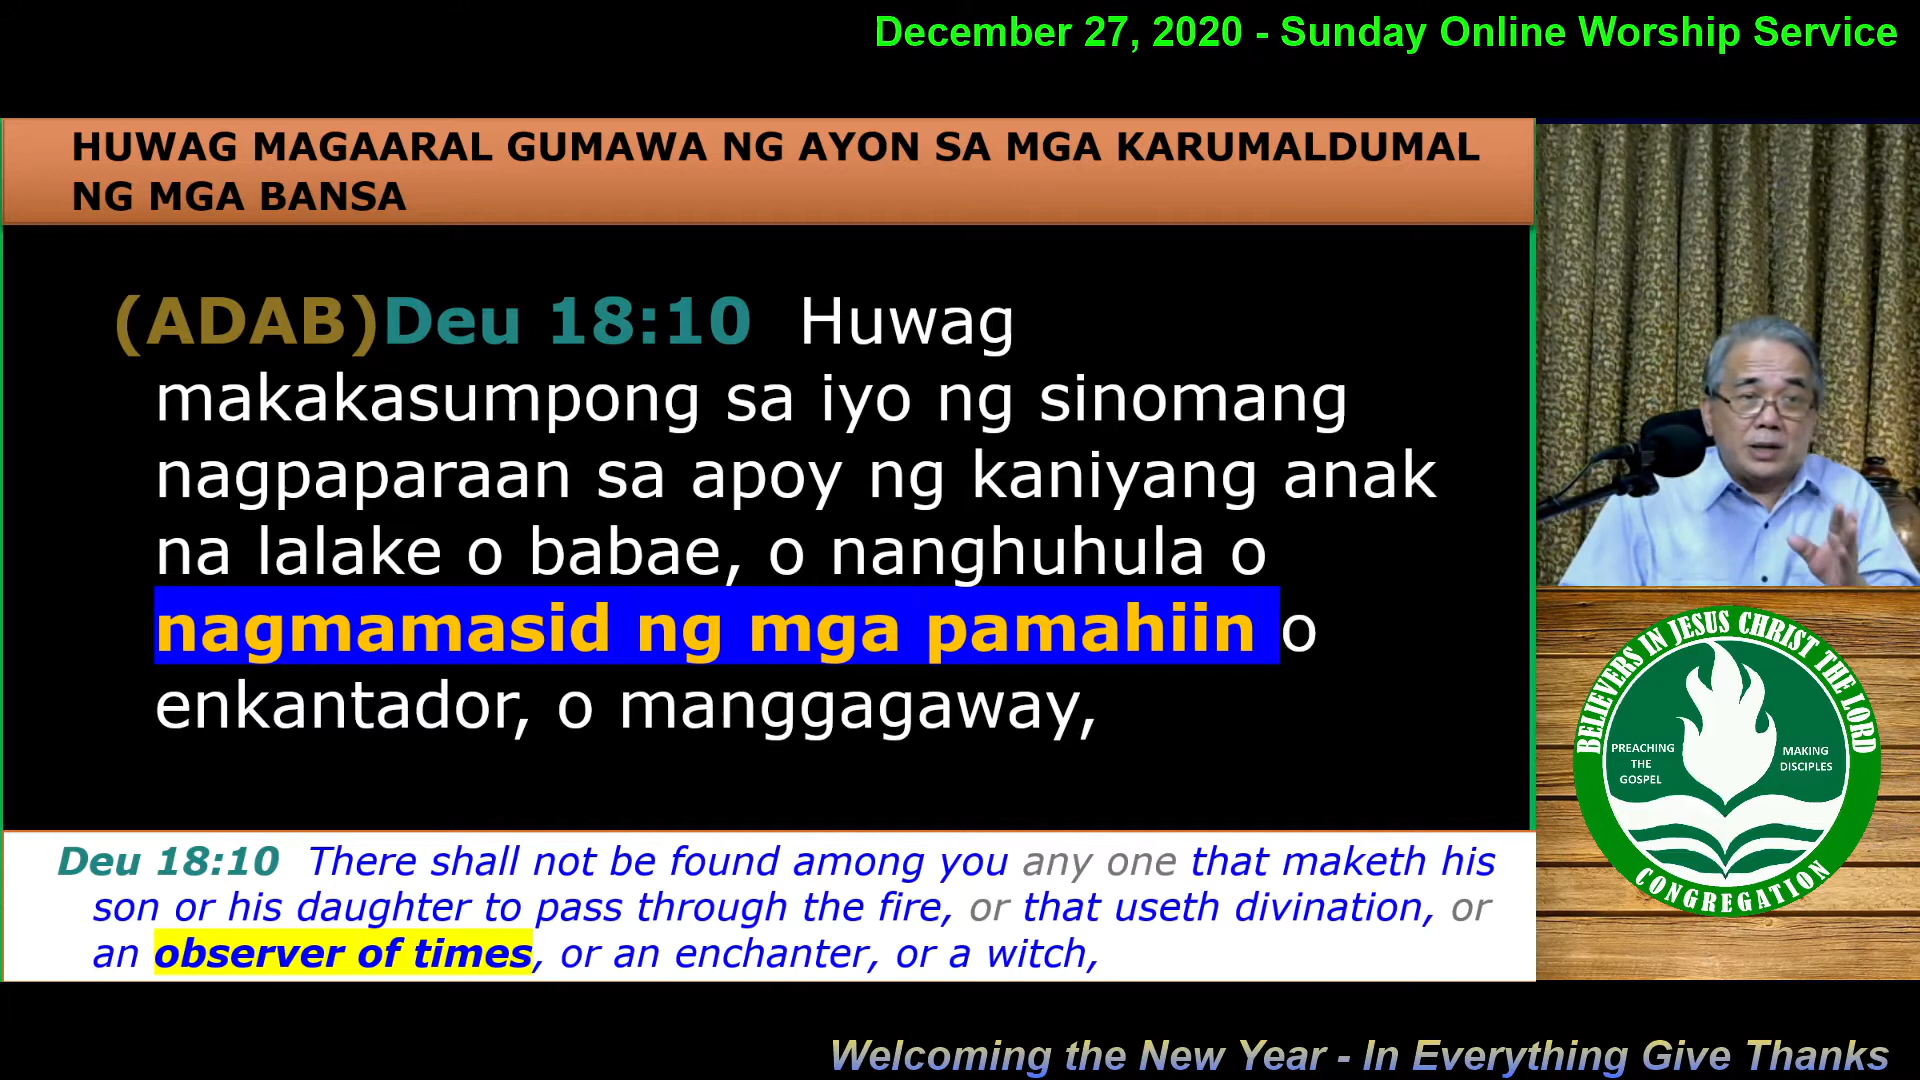 December 27, 2020 - Sunday Online Worship Service
HUWAG MAGAARAL GUMAWA NG AYON SA MGA KARUMALDUMAL
NG MGA BANSA
(ADAB)Deu 18:10 Huwag
makakasumpong sa iyo ng sinomang
nagpaparaan sa apoy ng kaniyang anak
na lalake o babae, o nanghuhula o
nagmamasid ng mga pamahiin o
enkantador, o manggagaway,
Deu 18:10 There shall not be found among you any one that maketh his
son or his daughter to pass through the fire, or that useth divination, or
an observer of times, or an enchanter, or a witch,
BELIEVERS IN JESUS CHRIST THE LORD
PREACHING
THE
GOSPEL
MAKING
DISCIPLES
CONGREGATION
Welcoming the New Year - In Everything Give Thanks